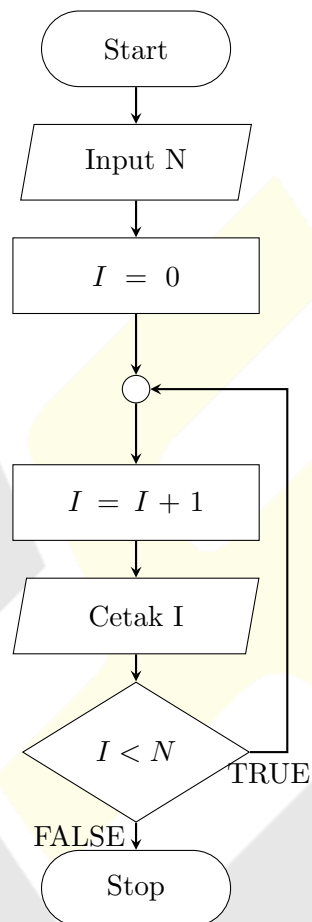 Start
Input N
I = 0
I = I + 1
Cetak I
I < N
TRUE
FALSE
Stop